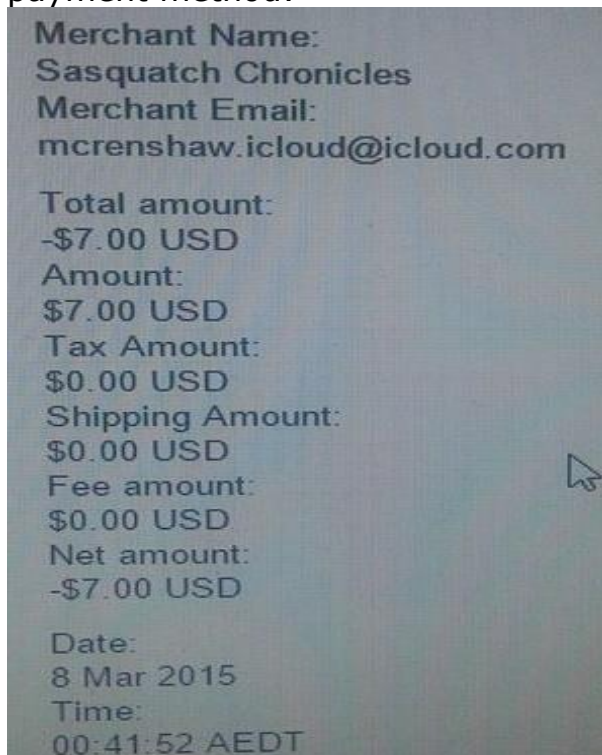 payment method.
Merchant Name:
Sasquatch Chronicles
Merchant Email:
mcrenshaw.icloud@icloud.com
Total amount:
-$7.00 USD
Amount:
$7.00 USD
Tax Amount:
$0.00 USD
Shipping Amount:
$0.00 USD
Fee amount:
$0.00 USD
Net amount:
-$7.00 USD
Date:
8 Mar 2015
Time:
00:41:52 AEDT